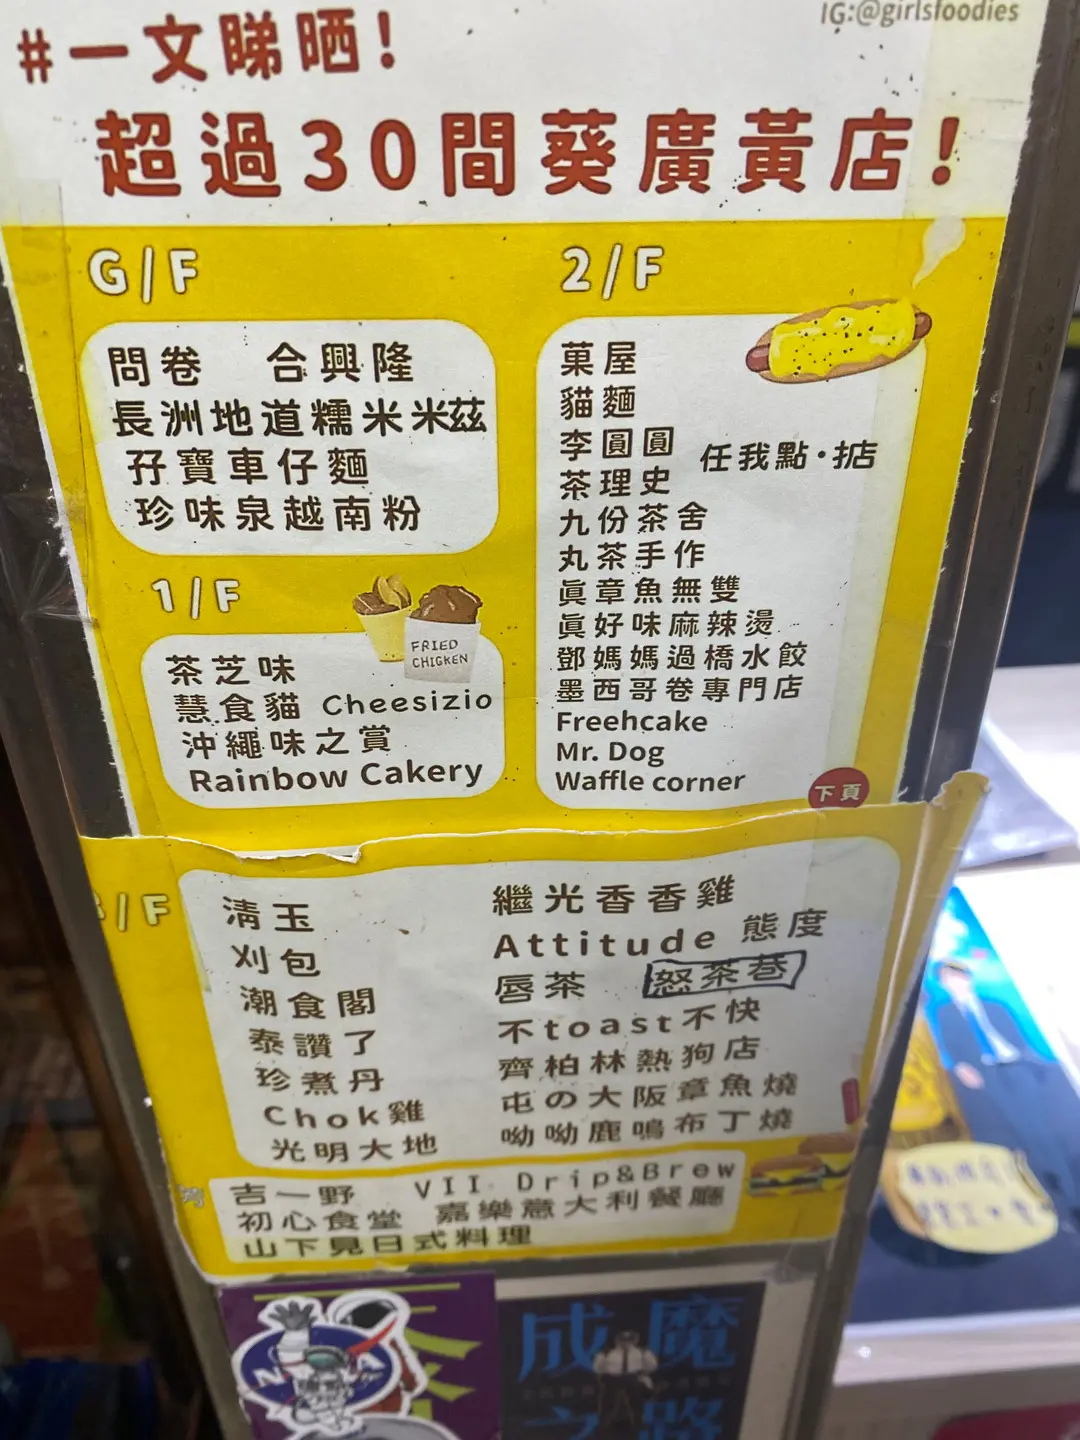 IG:@girlsfoodies
#一文睇晒!
超過30間葵廣黃店!
G/F
問卷 合興隆
長洲地道糯米米茲
孖寶車仔麵
珍味泉越南粉
1/F
FRIED
CHICKEN
茶芝味
慧食貓 Cheesizio
沖繩味之賞
Rainbow Cakery
2/F
菓屋
貓麵
李圓圓 任我點·掂
茶理史
九份茶舍
丸茶手作
眞章魚無雙
眞好味麻辣燙
鄧媽媽過橋水餃
墨西哥卷專門店
Freehcake
Mr. Dog
Waffle corner
下頁
/F
清玉
刈包
潮食閣
泰讚了
珍煮丹
Chok雞
光明大地
繼光香香雞
Attitude 態度
唇茶 怒茶巷
不toast不快
齊柏林熱狗店
屯の大阪章魚燒
呦呦鹿鳴布丁燒
吉一野 VII Drip&Brew
初心食堂 嘉樂意大利餐廳
山下見日式料理
成魔
之路